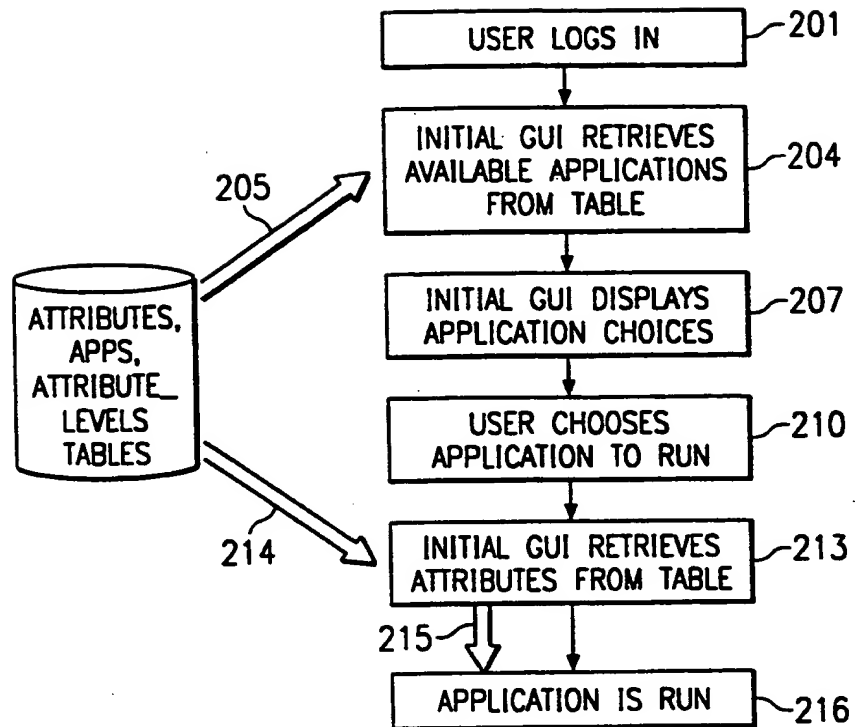 USER LOGS IN
201
INITIAL GUI RETRIEVES
AVAILABLE APPLICATIONS
FROM TABLE
204
205
INITIAL GUI DISPLAYS
APPLICATION CHOICES
207
ATTRIBUTES,
APPS,
ATTRIBUTE_
LEVELS
TABLES
USER CHOOSES
APPLICATION TO RUN
210
214
INITIAL GUI RETRIEVES
ATTRIBUTES FROM TABLE
213
215
APPLICATION IS RUN
216